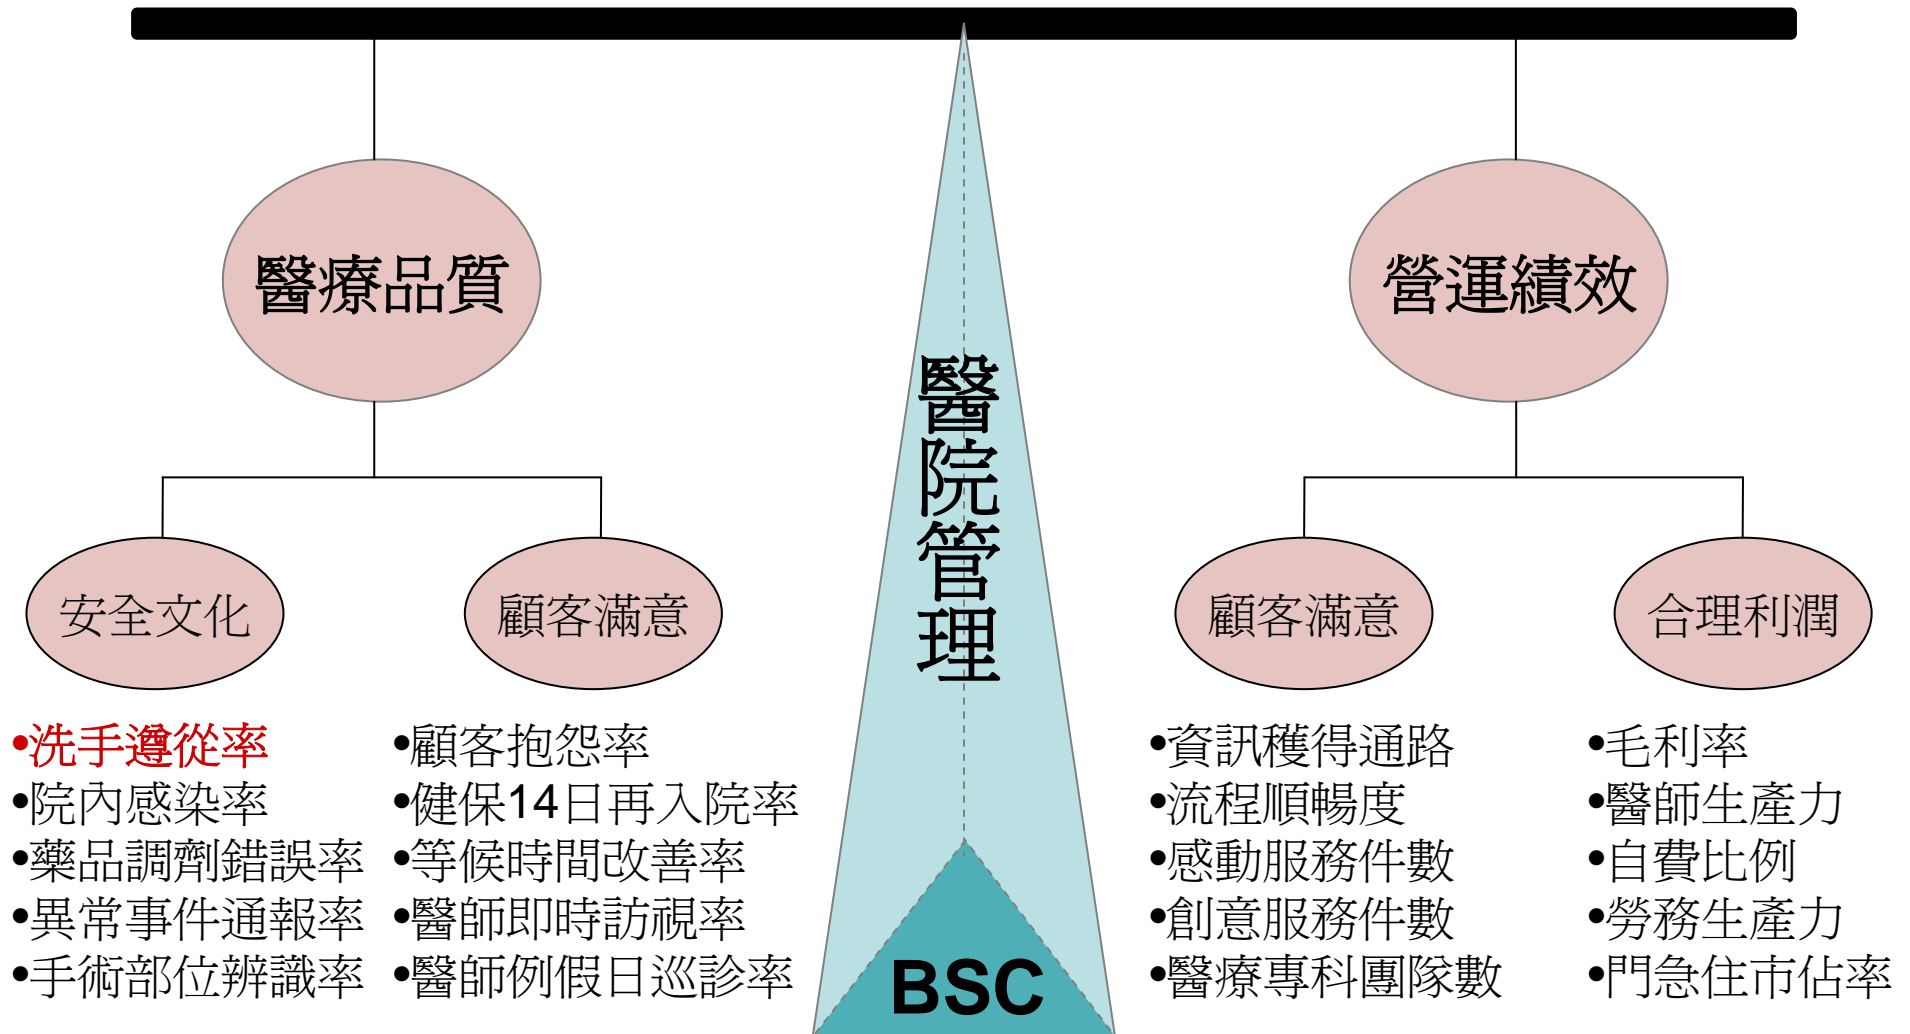 醫療品質
營運績效
醫院管理
安全文化
顧客滿意
顧客滿意
合理利潤
•洗手遵從率
•院內感染率
•藥品調劑錯誤率
•異常事件通報率
•手術部位辨識率
•顧客抱怨率
•健保14日再入院率
•等候時間改善率
•醫師即時訪視率
•醫師例假日巡診率
•資訊穫得通路
•流程順暢度
•感動服務件數
•創意服務件數
•醫療專科團隊數
•毛利率
•醫師生產力
•自費比例
•勞務生產力
•門急住市佔率
BSC